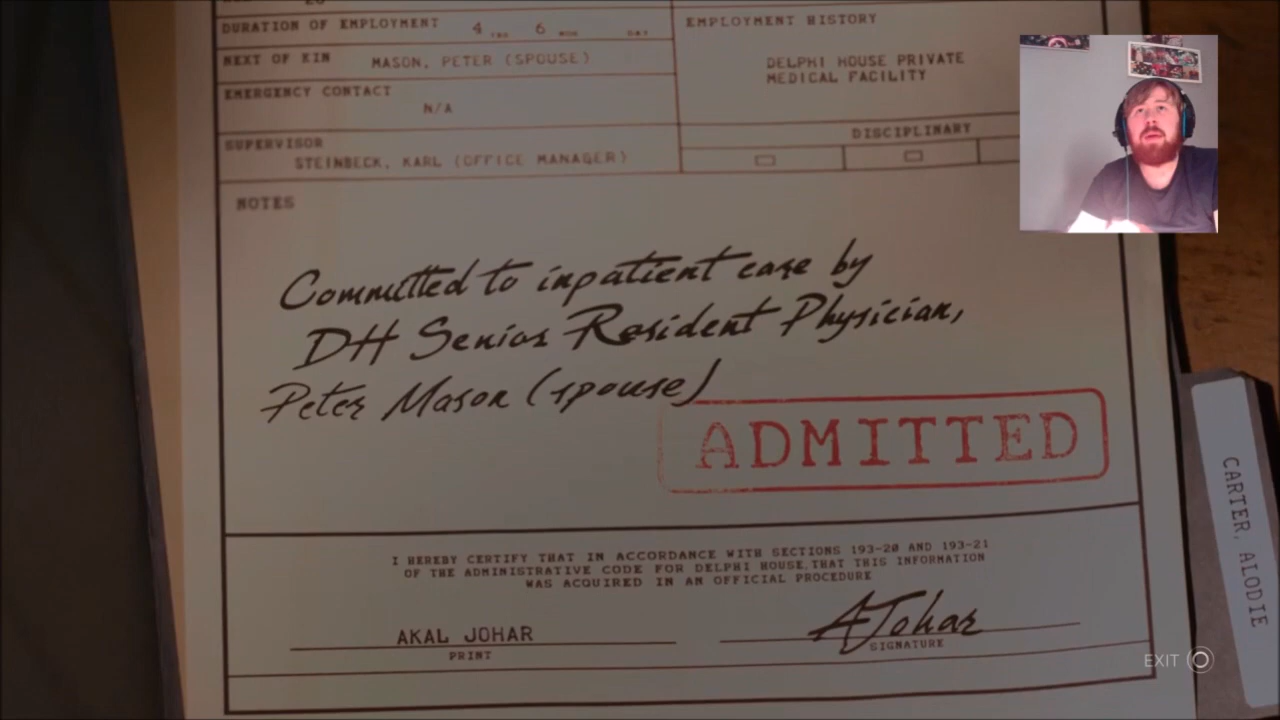 DURATION OF EMPLOYMENT 4 YRS 6 MON DAY
NEXT OF KIN MASON, PETER (SPOUSE)
EMERGENCY CONTACT
N/A
SUPERVISOR
STEINBECK, KARL (OFFICE MANAGER)
EMPLOYMENT HISTORY
DELPHI HOUSE PRIVATE
MEDICAL FACILITY
DISCIPLINARY
NOTES
Committed to inpatient care by
DH Senior Resident Physician,
Peter Mason (spouse)
ADMITTED
I HEREBY CERTIFY THAT IN ACCORDANCE WITH SECTIONS 193-20 AND 193-21
OF THE ADMINISTRATIVE CODE FOR DELPHI HOUSE, THAT THIS INFORMATION
WAS ACQUIRED IN AN OFFICIAL PROCEDURE
AKAL JOHAR
PRINT
AJohar
SIGNATURE
CARTER, ALODIE
EXIT